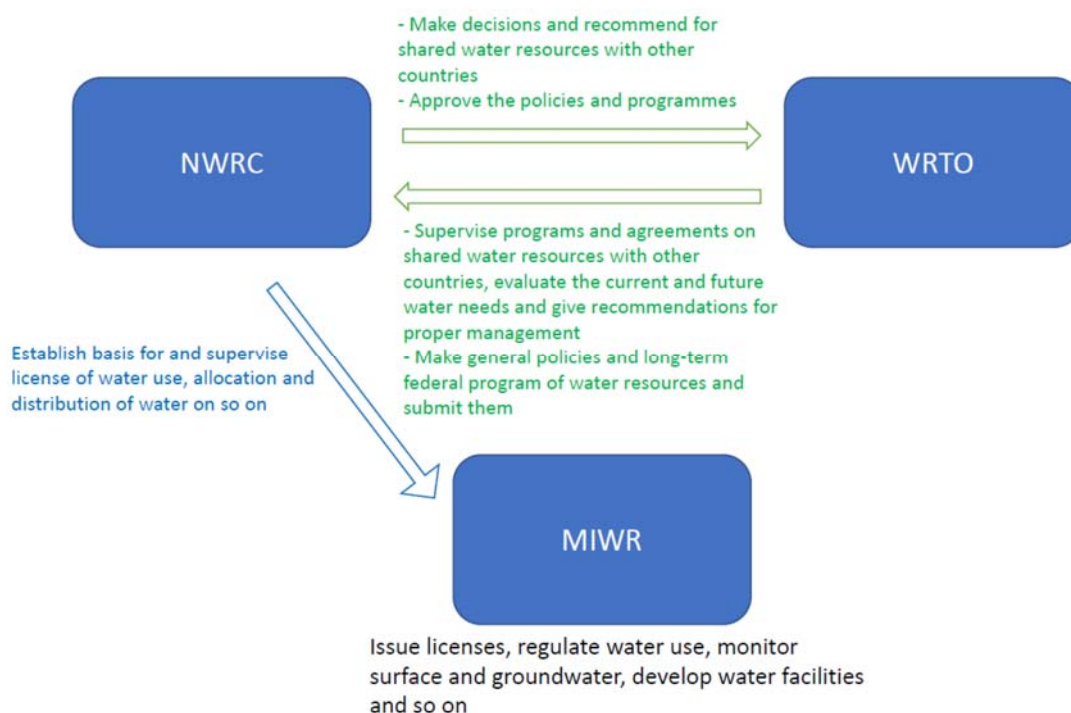 - Make decisions and recommend for
shared water resources with other
countries
- Approve the policies and programmes
NWRC
WRTO
- Supervise programs and agreements on
shared water resources with other
countries, evaluate the current and future
water needs and give recommendations for
proper management
- Make general policies and long-term
federal program of water resources and
submit them
Establish basis for and supervise
license of water use, allocation and
distribution of water on so on
MIWR
Issue licenses, regulate water use, monitor
surface and groundwater, develop water facilities
and so on